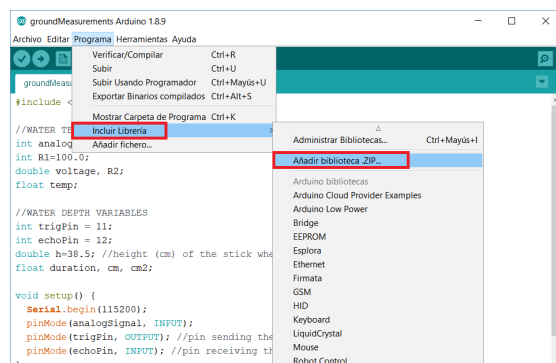 groundMeasurements Arduino 1.8.9
Archivo Editar Programa Herramientas Ayuda
Verificar/Compilar Ctrl+R
Subir Ctrl+U
Subir Usando Programador Ctrl+Mayús+U
Exportar Binarios compilados Ctrl+Alt+S
Mostrar Carpeta de Programa Ctrl+K
Incluir Librería
Añadir fichero...
Administrar Bibliotecas... Ctrl+Mayús+I
Añadir biblioteca .ZIP...
Arduino bibliotecas
Arduino Cloud Provider Examples
Arduino Low Power
Bridge
EEPROM
Esplora
Ethernet
Firmata
GSM
HID
Keyboard
LiquidCrystal
Mouse
Robot Control
groundMeasu
#include <
//WATER TE
int analog
int R1=100.0;
double voltage, R2;
float temp;
//WATER DEPTH VARIABLES
int trigPin = 11;
int echoPin = 12;
double h=38.5; //height (cm) of the stick whe
float duration, cm, cm2;
void setup() {
Serial.begin(115200);
pinMode(analogSignal, INPUT);
pinMode(trigPin, OUTPUT); //pin sending the
pinMode(echoPin, INPUT); //pin receiving th